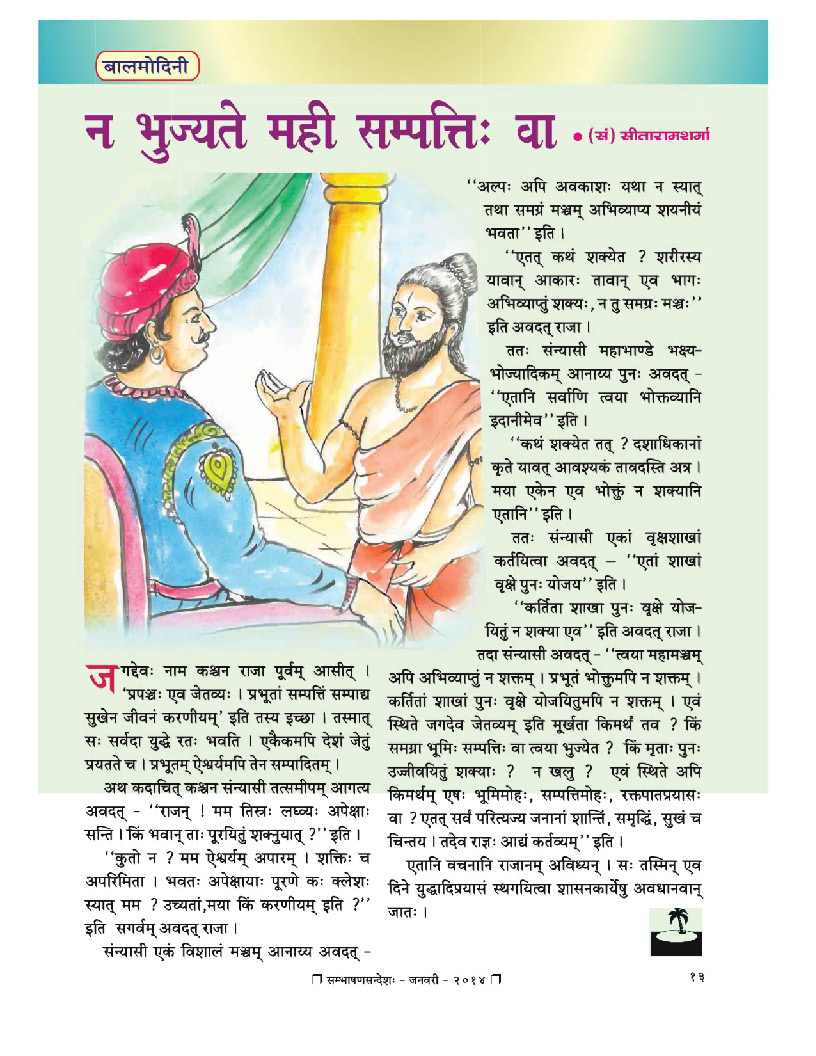 बालमोदिनी
न भुज्यते मही सम्पत्तिः वा • (सं) सीतारामशर्मा
जगद्देवः नाम कश्चन राजा पूर्वम् आसीत् ।
‘प्रपञ्चः एव जेतव्यः । प्रभूतां सम्पत्तिं सम्पाद्य
सुखेन जीवनं करणीयम्’ इति तस्य इच्छा । तस्मात्
सः सर्वदा युद्धे रतः भवति । एकैकमपि देशं जेतुं
प्रयतते च । प्रभूतम् ऐश्वर्यमपि तेन सम्पादितम् ।
अथ कदाचित् कश्चन संन्यासी तत्समीपम् आगत्य
अवदत् - ‘‘राजन् ! मम तिस्रः लघ्व्यः अपेक्षाः
सन्ति । किं भवान् ताः पूरयितुं शक्नुयात् ?’’ इति ।
‘‘कुतो न ? मम ऐश्वर्यम् अपारम् । शक्तिः च
अपरिमिता । भवतः अपेक्षायाः पूरणे कः क्लेशः
स्यात् मम ? उच्यतां,मया किं करणीयम् इति ?’’
इति सगर्वम् अवदत् राजा ।
संन्यासी एकं विशालं मञ्चम् आनाय्य अवदत् -
‘‘अल्पः अपि अवकाशः यथा न स्यात्
तथा समग्रं मञ्चम् अभिव्याप्य शयनीयं
भवता’’ इति ।
‘‘एतत् कथं शक्येत ? शरीरस्य
यावान् आकारः तावान् एव भागः
अभिव्याप्तुं शक्यः, न तु समग्रः मञ्चः’’
इति अवदत् राजा ।
ततः संन्यासी महाभाण्डे भक्ष्य-
भोज्यादिकम् आनाय्य पुनः अवदत् -
‘‘एतानि सर्वाणि त्वया भोक्तव्यानि
इदानीमेव’’ इति ।
‘‘कथं शक्येत तत् ? दशाधिकानां
कृते यावत् आवश्यकं तावदस्ति अत्र ।
मया एकेन एव भोक्तुं न शक्यानि
एतानि’’ इति ।
ततः संन्यासी एकां वृक्षशाखां
कर्तयित्वा अवदत् – ‘‘एतां शाखां
वृक्षे पुनः योजय’’ इति ।
‘‘कर्तिता शाखा पुनः वृक्षे योज-
यितुं न शक्या एव’’ इति अवदत् राजा ।
तदा संन्यासी अवदत् - ‘‘त्वया महामञ्चम्
अपि अभिव्याप्तुं न शक्तम् । प्रभूतं भोक्तुमपि न शक्तम् ।
कर्तितां शाखां पुनः वृक्षे योजयितुमपि न शक्तम् । एवं
स्थिते जगदेव जेतव्यम् इति मूर्खता किमर्थं तव ? किं
समग्रा भूमिः सम्पत्तिः वा त्वया भुज्येत ? किं मृताः पुनः
उज्जीवयितुं शक्याः ? न खलु ? एवं स्थिते अपि
किमर्थम् एषः भूमिमोहः, सम्पत्तिमोहः, रक्तपातप्रयासः
वा ? एतत् सर्वं परित्यज्य जनानां शान्तिं, समृद्धिं, सुखं च
चिन्तय । तदेव राज्ञः आद्यं कर्तव्यम्’’ इति ।
एतानि वचनानि राजानम् अविध्यन् । सः तस्मिन् एव
दिने युद्धादिप्रयासं स्थगयित्वा शासनकार्येषु अवधानवान्
जातः ।
❐ सम्भाषणसन्देशः - जनवरी - २०१४ ❐
१३